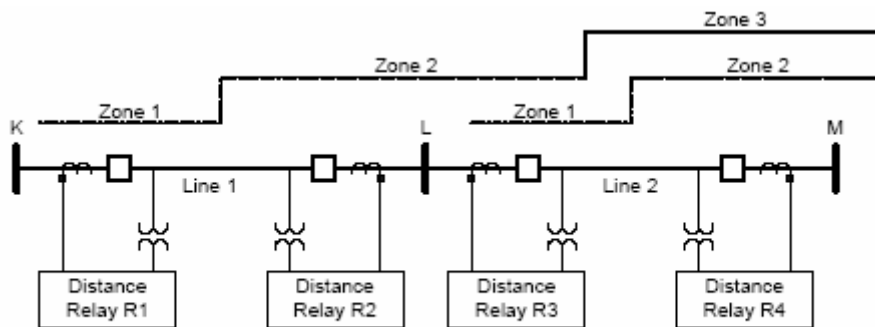 Zone 3
Zone 2
Zone 2
Zone 1
Zone 1
K
L
M
Line 1
Line 2
Distance
Relay R1
Distance
Relay R2
Distance
Relay R3
Distance
Relay R4